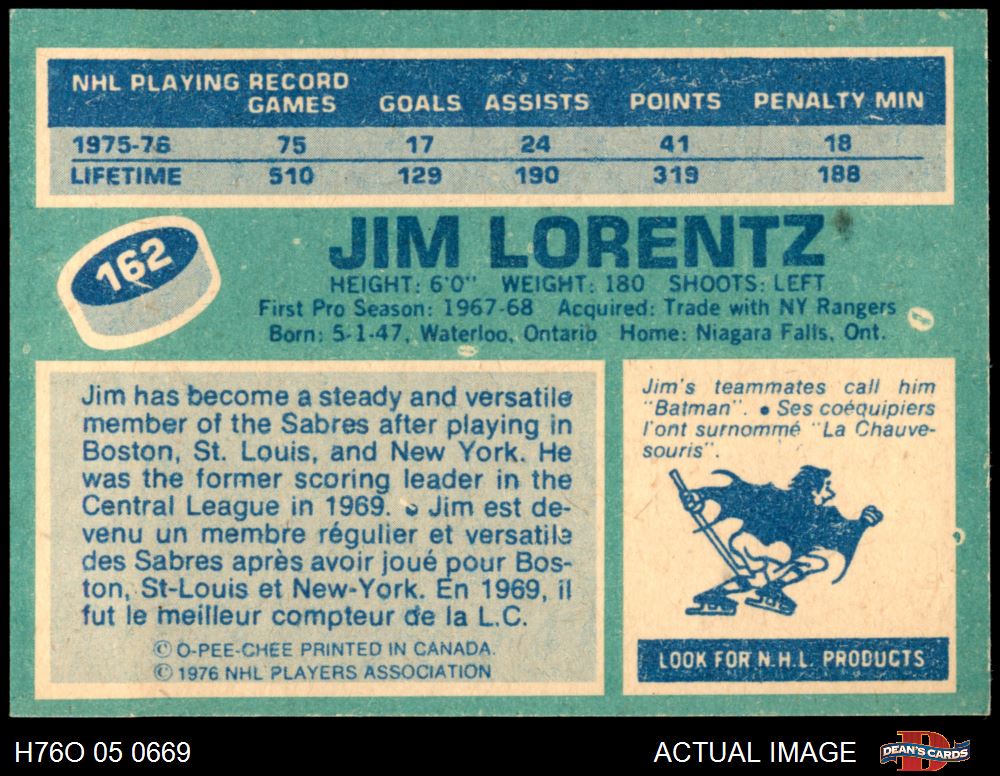 NHL PLAYING RECORD
GAMES GOALS ASSISTS POINTS PENALTY MIN
1975-76 75 17 24 41 18
LIFETIME 510 129 190 319 188
162
JIM LORENTZ
HEIGHT: 6'0" WEIGHT: 180 SHOOTS: LEFT
First Pro Season: 1967-68 Acquired: Trade with NY Rangers
Born: 5-1-47, Waterloo, Ontario Home: Niagara Falls, Ont.
Jim has become a steady and versatile
member of the Sabres after playing in
Boston, St. Louis, and New York. He
was the former scoring leader in the
Central League in 1969. • Jim est de-
venu un membre régulier et versatile
des Sabres après avoir joué pour Bos-
ton, St-Louis et New-York. En 1969, il
fut le meilleur compteur de la L.C.
© O-PEE-CHEE PRINTED IN CANADA.
© 1976 NHL PLAYERS ASSOCIATION
Jim's teammates call him
"Batman". • Ses coéquipiers
l'ont surnommé "La Chauve-
souris".
LOOK FOR N.H.L. PRODUCTS
H76O 05 0669
ACTUAL IMAGE
D
DEAN'S CARDS